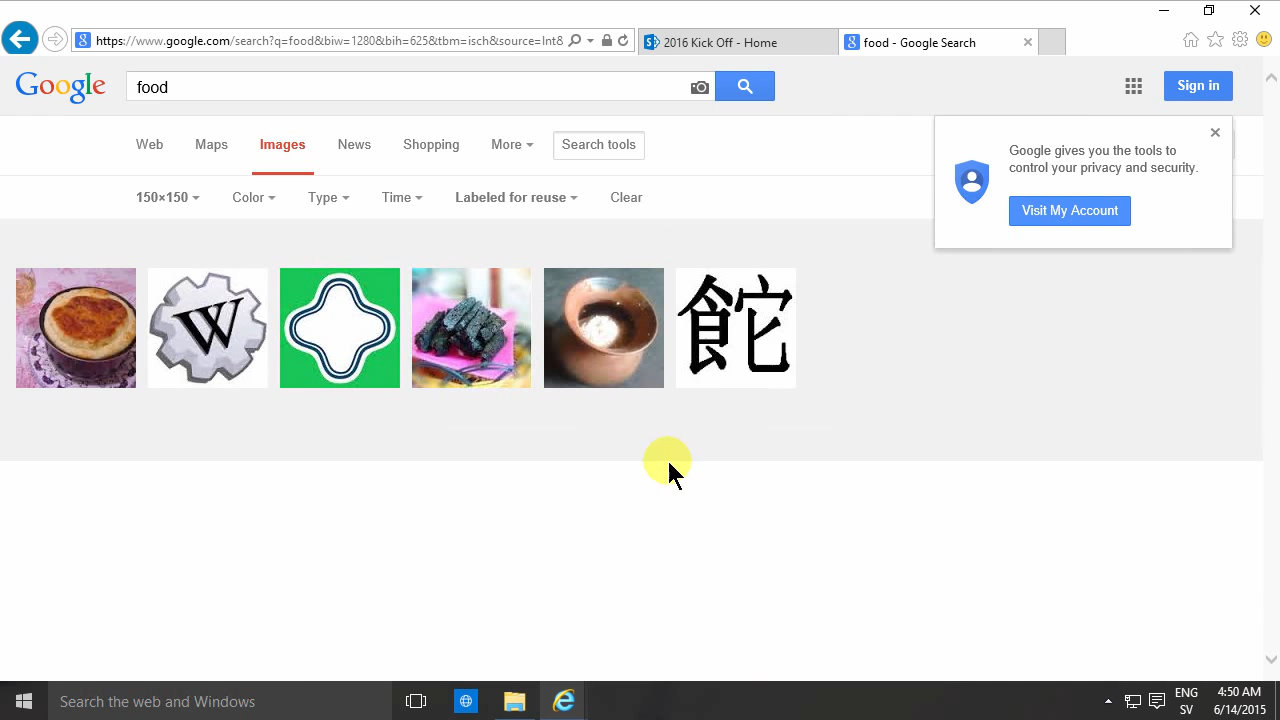 https://www.google.com/search?q=food&biw=1280&bih=625&tbm=isch&source=lnt&
2016 Kick Off - Home
food - Google Search
Google
food
Sign in
Web Maps Images News Shopping More Search tools
Google gives you the tools to
control your privacy and security.
Visit My Account
150×150 Color Type Time Labeled for reuse Clear
W
鉈
Search the web and Windows
ENG
SV
4:50 AM
6/14/2015